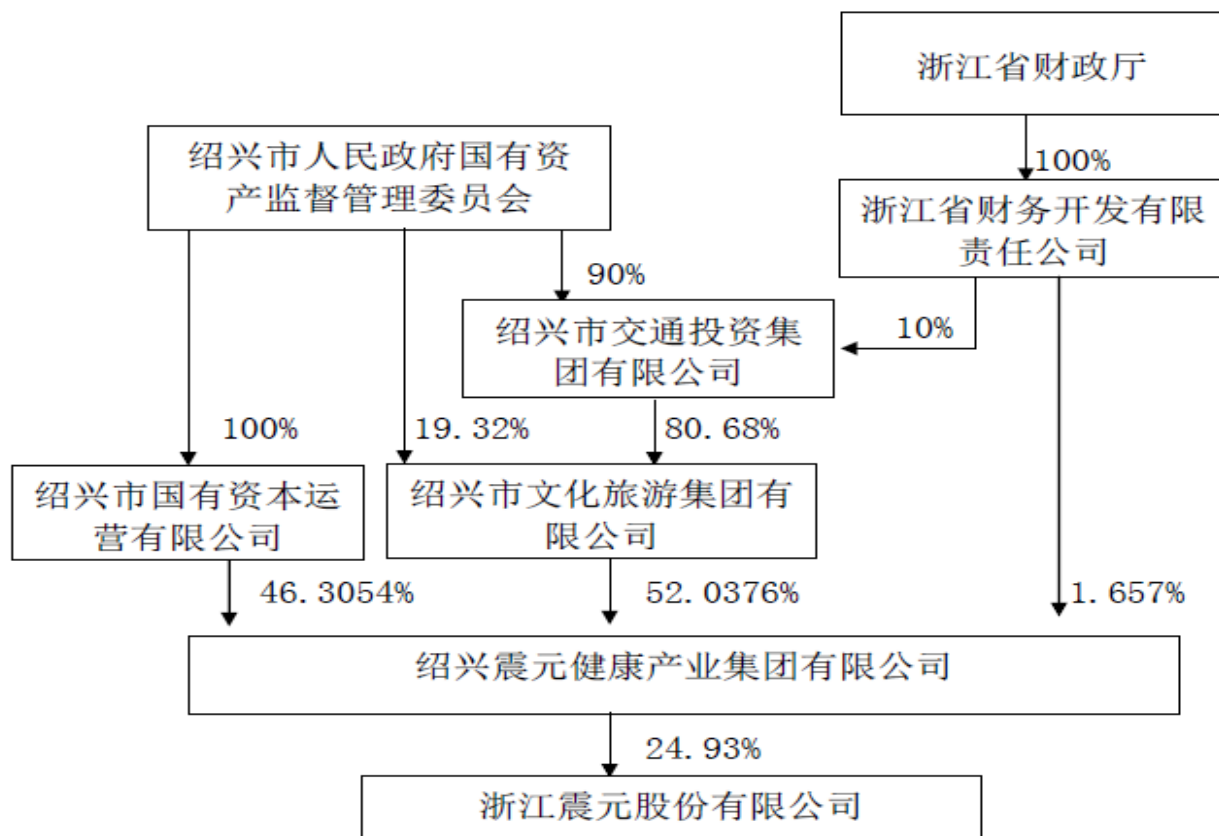 浙江省财政厅
绍兴市人民政府国有资
产监督管理委员会
100%
浙江省财务开发有限
责任公司
90%
绍兴市交通投资集
团有限公司
10%
100%
19.32%
80.68%
绍兴市国有资本运
营有限公司
绍兴市文化旅游集团有
限公司
46.3054%
52.0376%
1.657%
绍兴震元健康产业集团有限公司
24.93%
浙江震元股份有限公司